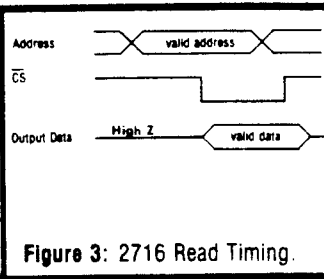 Address
valid address
CS
Output Data
High Z
valid data
Figure 3: 2716 Read Timing.